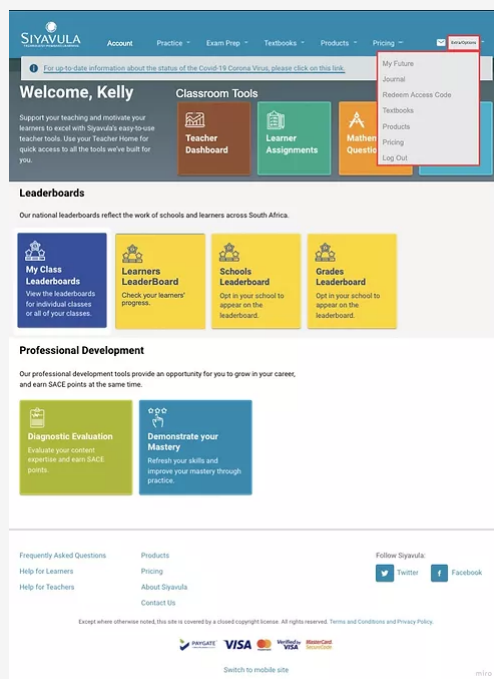 SIYAVULA
TECHNOLOGY-POWERED LEARNING
Account
Practice
Exam Prep
Textbooks
Products
Pricing
Extra/Options
For up-to-date information about the status of the Covid-19 Corona Virus, please click on this link.
My Future
Journal
Redeem Access Code
Textbooks
Products
Pricing
Log Out
Welcome, Kelly
Support your teaching and motivate your
learners to excel with Siyavula's easy-to-use
teacher tools. Use your Teacher Home for
quick access to all the tools we've built for
you.
Classroom Tools
Teacher
Dashboard
Learner
Assignments
Mather
Questio
Leaderboards
Our national leaderboards reflect the work of schools and learners across South Africa.
My Class
Leaderboards
View the leaderboards
for individual classes
or all of your classes.
Learners
LeaderBoard
Check your learners'
progress.
Schools
Leaderboard
Opt in your school to
appear on the
leaderboard.
Grades
Leaderboard
Opt in your school to
appear on the
leaderboard.
Professional Development
Our professional development tools provide an opportunity for you to grow in your career,
and earn SACE points at the same time.
Diagnostic Evaluation
Evaluate your content
expertise and earn SACE
points.
Demonstrate your
Mastery
Refresh your skills and
improve your mastery through
practice.
Frequently Asked Questions
Help for Learners
Help for Teachers
Products
Pricing
About Siyavula
Contact Us
Follow Siyavula:
Twitter
Facebook
Except where otherwise noted, this site is covered by a closed copyright license. All rights reserved. Terms and Conditions and Privacy Policy.
PAYGATE
VISA
Verified by
VISA
MasterCard
SecureCode
Switch to mobile site
miro